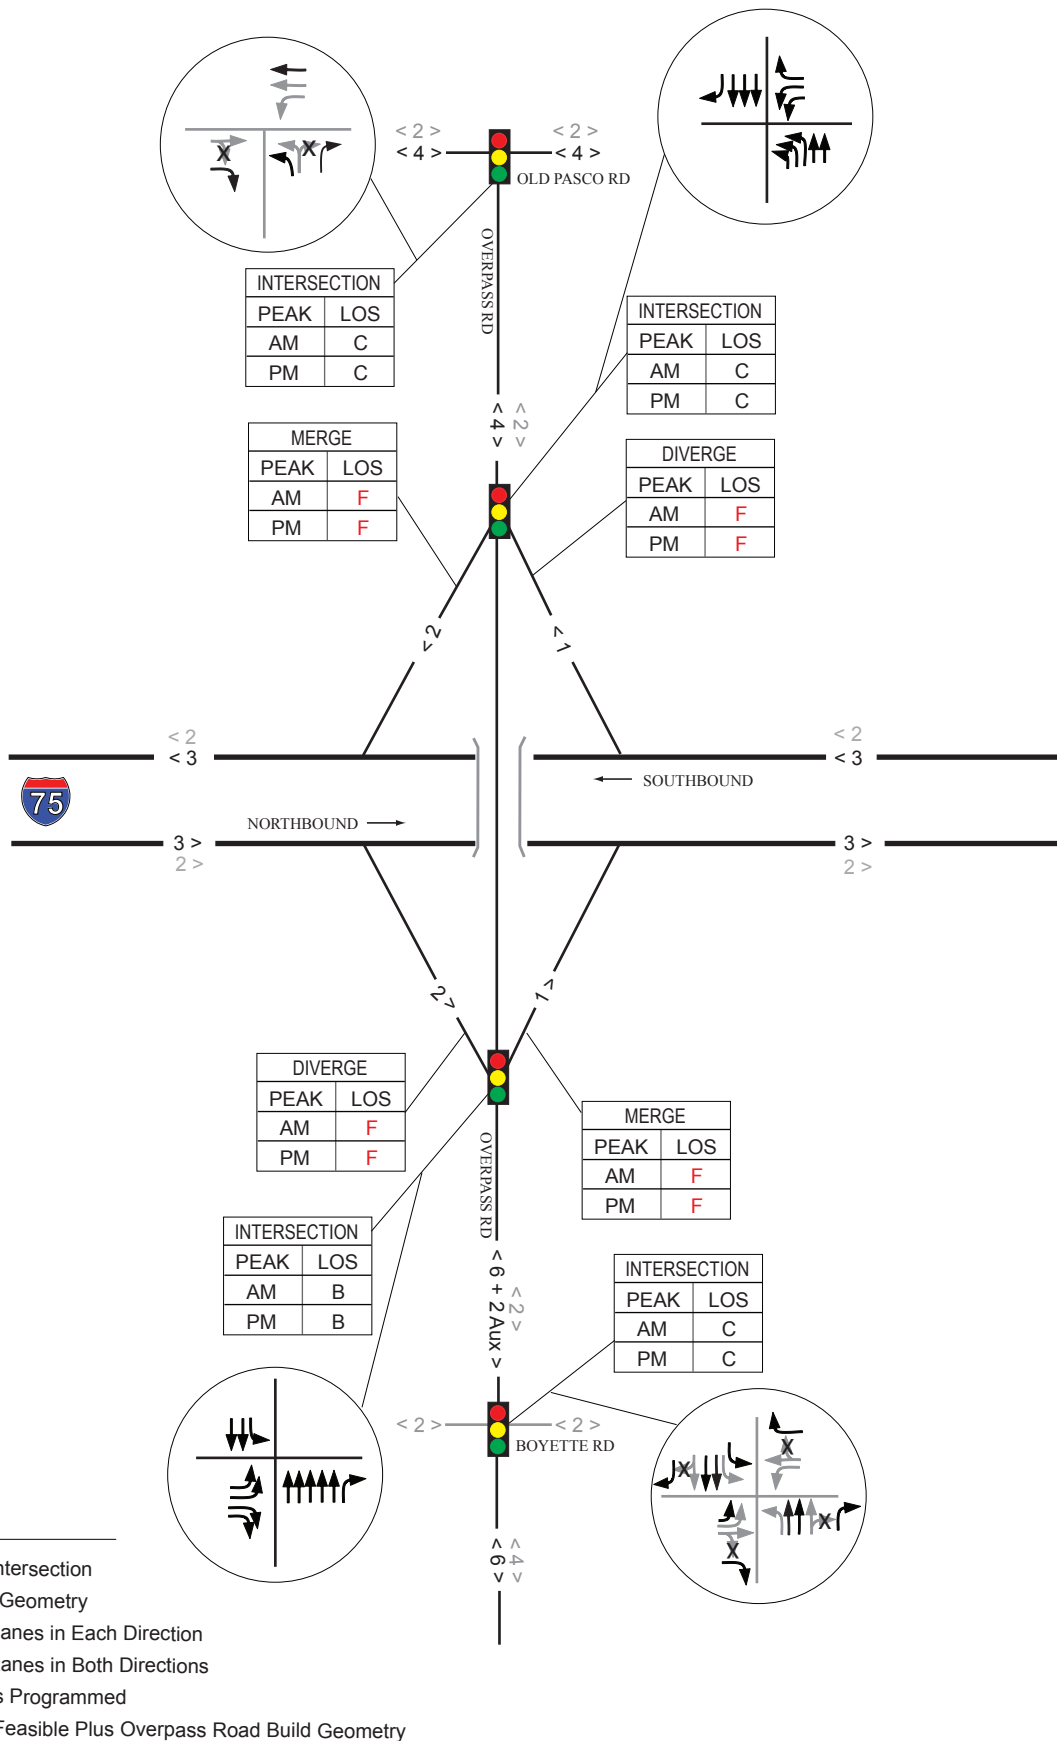 < 2 >
< 4 >
< 2 >
< 4 >
OLD PASCO RD
X
X
OVERPASS RD
INTERSECTION
PEAK LOS
AM C
PM C
INTERSECTION
PEAK LOS
AM C
PM C
< 4 >
< 2 >
MERGE
PEAK LOS
AM F
PM F
DIVERGE
PEAK LOS
AM F
PM F
< 2
< 1
< 2
< 3
< 2
< 3
75
SOUTHBOUND
NORTHBOUND
3 >
2 >
3 >
2 >
2 >
1 >
DIVERGE
PEAK LOS
AM F
PM F
MERGE
PEAK LOS
AM F
PM F
OVERPASS RD
INTERSECTION
PEAK LOS
AM B
PM B
< 6 + 2 Aux >
< 2 >
INTERSECTION
PEAK LOS
AM C
PM C
< 2 >
< 2 >
BOYETTE RD
X
X
X
X
< 6 >
< 4 >
ntersection
Geometry
anes in Each Direction
anes in Both Directions
s Programmed
Feasible Plus Overpass Road Build Geometry